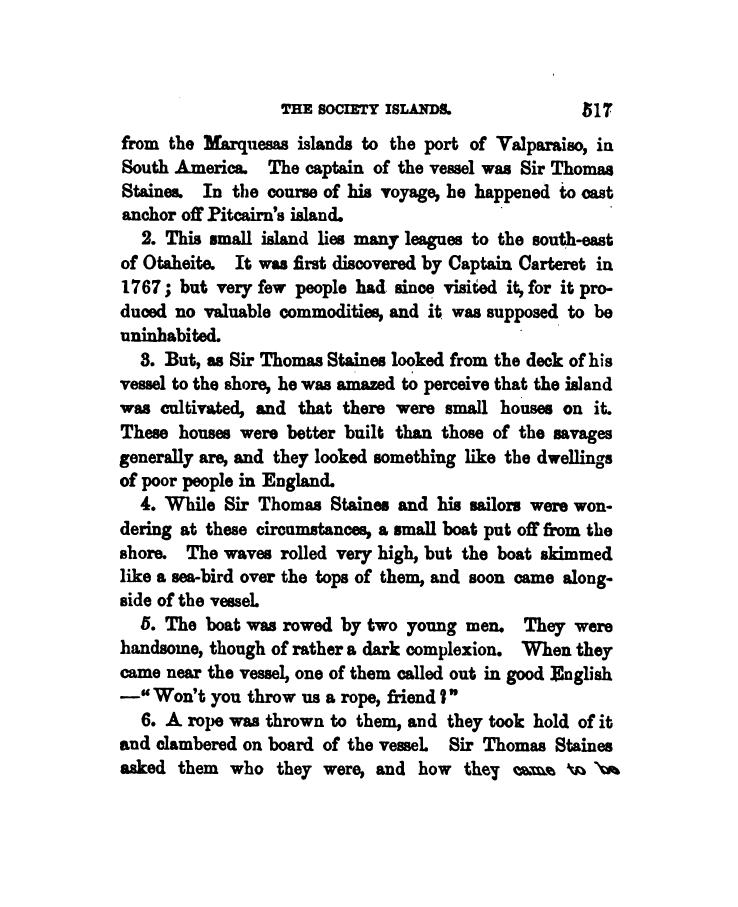 THE SOCIETY ISLANDS. 517
from the Marquesas islands to the port of Valparaiso, in
South America. The captain of the vessel was Sir Thomas
Staines. In the course of his voyage, he happened to cast
anchor off Pitcairn's island.
2. This small island lies many leagues to the south-east
of Otaheite. It was first discovered by Captain Carteret in
1767; but very few people had since visited it, for it pro-
duced no valuable commodities, and it was supposed to be
uninhabited.
3. But, as Sir Thomas Staines looked from the deck of his
vessel to the shore, he was amazed to perceive that the island
was cultivated, and that there were small houses on it.
These houses were better built than those of the savages
generally are, and they looked something like the dwellings
of poor people in England.
4. While Sir Thomas Staines and his sailors were won-
dering at these circumstances, a small boat put off from the
shore. The waves rolled very high, but the boat skimmed
like a sea-bird over the tops of them, and soon came along-
side of the vessel.
5. The boat was rowed by two young men. They were
handsome, though of rather a dark complexion. When they
came near the vessel, one of them called out in good English
—"Won't you throw us a rope, friend?"
6. A rope was thrown to them, and they took hold of it
and clambered on board of the vessel. Sir Thomas Staines
asked them who they were, and how they came to be